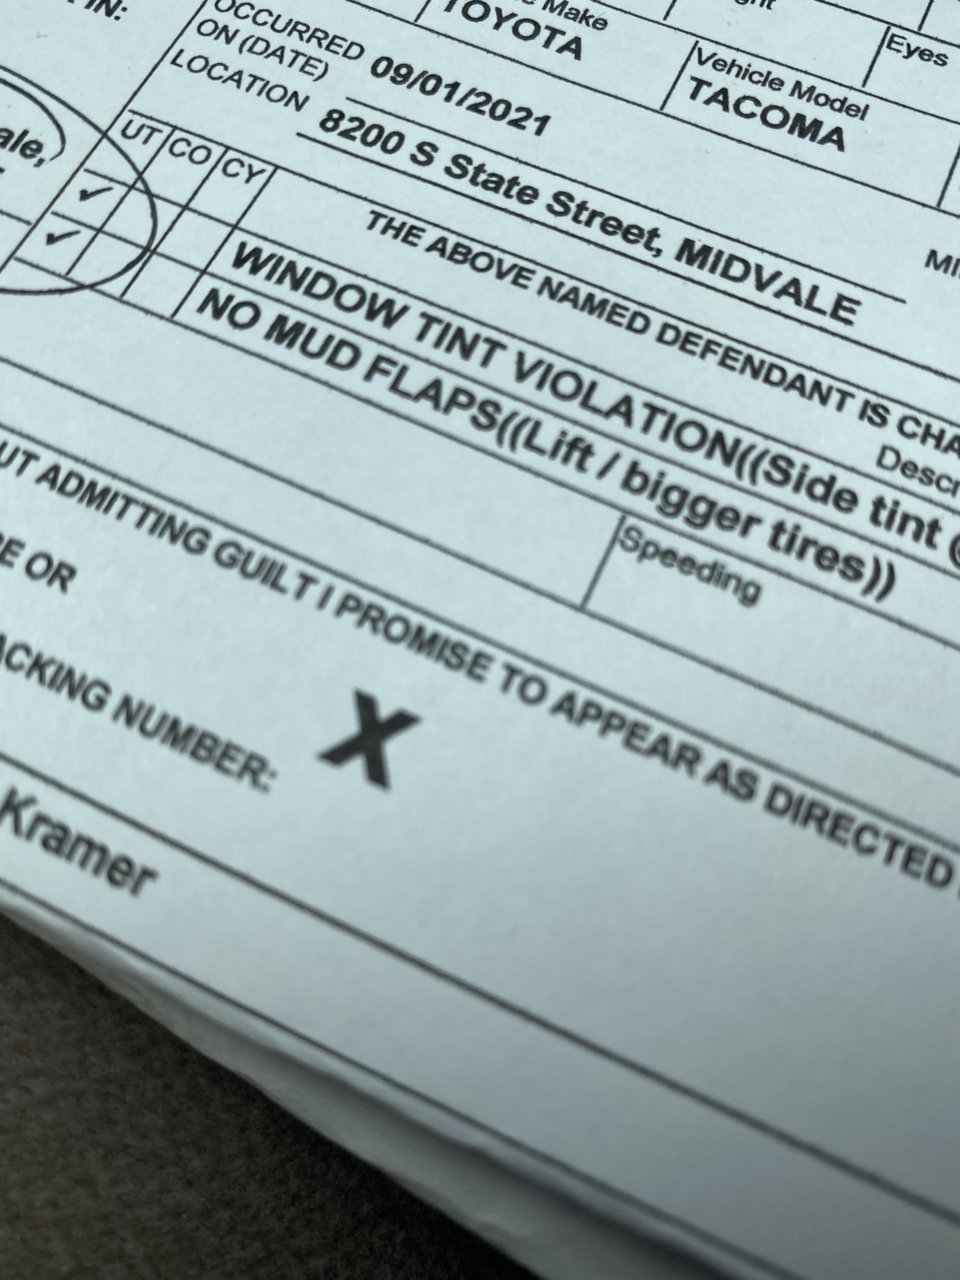 IN:
Make
TOYOTA
Eyes
Vehicle Model
TACOMA
OCCURRED
ON (DATE) 09/01/2021
LOCATION 8200 S State Street, MIDVALE
UT CO CY
THE ABOVE NAMED DEFENDANT IS CHA
Descr
✓ WINDOW TINT VIOLATION((Side tint
✓ NO MUD FLAPS((Lift / bigger tires))
Speeding
UT ADMITTING GUILT I PROMISE TO APPEAR AS DIRECTED
RE OR
ACKING NUMBER:
X
Kramer